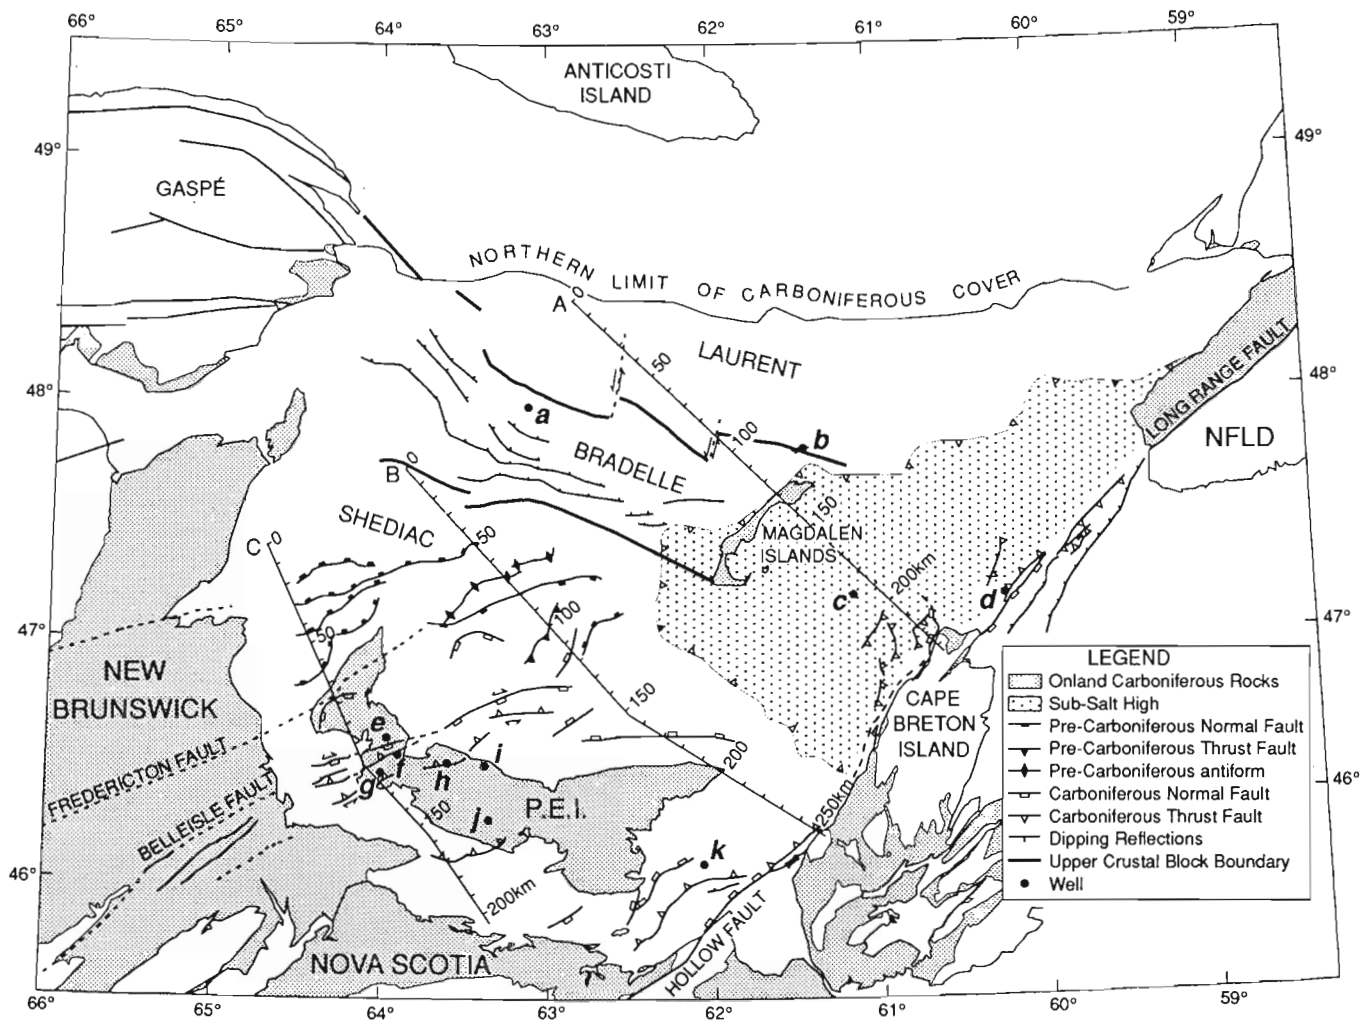 66° 65° 64° 63° 62° 61° 60° 59°
ANTICOSTI
ISLAND
49° 49°
GASPÉ
NORTHERN LIMIT OF CARBONIFEROUS COVER
A 0
50
LAURENT
LONG RANGE FAULT
48° 48°
a
100
b
NFLD
BRADELLE
B 0
150
SHEDIAC
50
MAGDALEN
ISLANDS
C 0
200km
c
d
100
47° 47°
50
NEW
BRUNSWICK
150
LEGEND
Onland Carboniferous Rocks
Sub-Salt High
Pre-Carboniferous Normal Fault
Pre-Carboniferous Thrust Fault
Pre-Carboniferous antiform
Carboniferous Normal Fault
Carboniferous Thrust Fault
Dipping Reflections
Upper Crustal Block Boundary
Well
CAPE
BRETON
ISLAND
e
200
FREDERICTON FAULT
f
g
h
i
46°
BELLEISLE FAULT
150
j
P.E.I.
250km
k
46°
200km
HOLLOW FAULT
NOVA SCOTIA
66° 65° 64° 63° 62° 61° 60° 59°